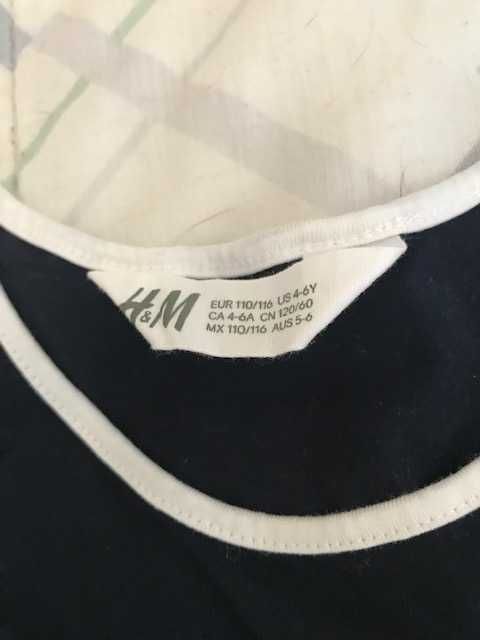 H&M
EUR 110/116 US 4-6Y
CA 4-6A CN 120/60
MX 110/116 AUS 5-6